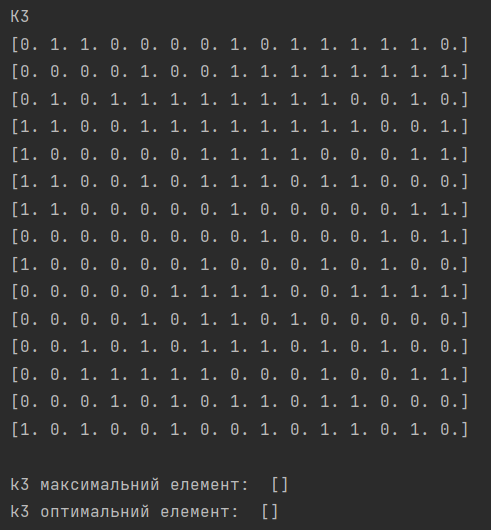 K3
[0. 1. 1. 0. 0. 0. 0. 1. 0. 1. 1. 1. 1. 1. 0.]
[0. 0. 0. 0. 1. 0. 0. 1. 1. 1. 1. 1. 1. 1. 1.]
[0. 1. 0. 1. 1. 1. 1. 1. 1. 1. 1. 0. 0. 1. 0.]
[1. 1. 0. 0. 1. 1. 1. 1. 1. 1. 1. 1. 0. 0. 1.]
[1. 0. 0. 0. 0. 0. 1. 1. 1. 1. 0. 0. 0. 1. 1.]
[1. 1. 0. 0. 1. 0. 1. 1. 1. 0. 1. 1. 0. 0. 0.]
[1. 1. 0. 0. 0. 0. 0. 1. 0. 0. 0. 0. 0. 1. 1.]
[0. 0. 0. 0. 0. 0. 0. 0. 1. 0. 0. 0. 1. 0. 1.]
[1. 0. 0. 0. 0. 0. 1. 0. 0. 0. 1. 0. 1. 0. 0.]
[0. 0. 0. 0. 0. 1. 1. 1. 1. 0. 0. 1. 1. 1. 1.]
[0. 0. 0. 0. 1. 0. 1. 1. 0. 1. 0. 0. 0. 0. 0.]
[0. 0. 1. 0. 1. 0. 1. 1. 1. 0. 1. 0. 1. 0. 0.]
[0. 0. 1. 1. 1. 1. 1. 0. 0. 0. 1. 0. 0. 1. 1.]
[0. 0. 0. 1. 0. 1. 0. 1. 1. 0. 1. 1. 0. 0. 0.]
[1. 0. 1. 0. 0. 1. 0. 0. 1. 0. 1. 1. 0. 1. 0.]
k3 максимальний елемент:  []
k3 оптимальний елемент:  []